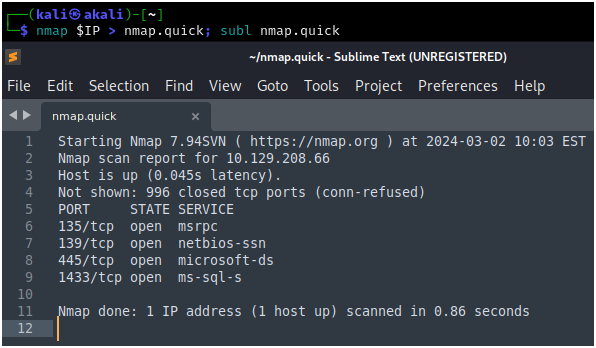 ┌──(kali㉿akali)-[~]
└─$ nmap $IP > nmap.quick; subl nmap.quick
~/nmap.quick - Sublime Text (UNREGISTERED)
File Edit Selection Find View Goto Tools Project Preferences Help
nmap.quick ×
1 Starting Nmap 7.94SVN ( https://nmap.org ) at 2024-03-02 10:03 EST
2 Nmap scan report for 10.129.208.66
3 Host is up (0.045s latency).
4 Not shown: 996 closed tcp ports (conn-refused)
5 PORT     STATE SERVICE
6 135/tcp  open  msrpc
7 139/tcp  open  netbios-ssn
8 445/tcp  open  microsoft-ds
9 1433/tcp open  ms-sql-s
10
11 Nmap done: 1 IP address (1 host up) scanned in 0.86 seconds
12